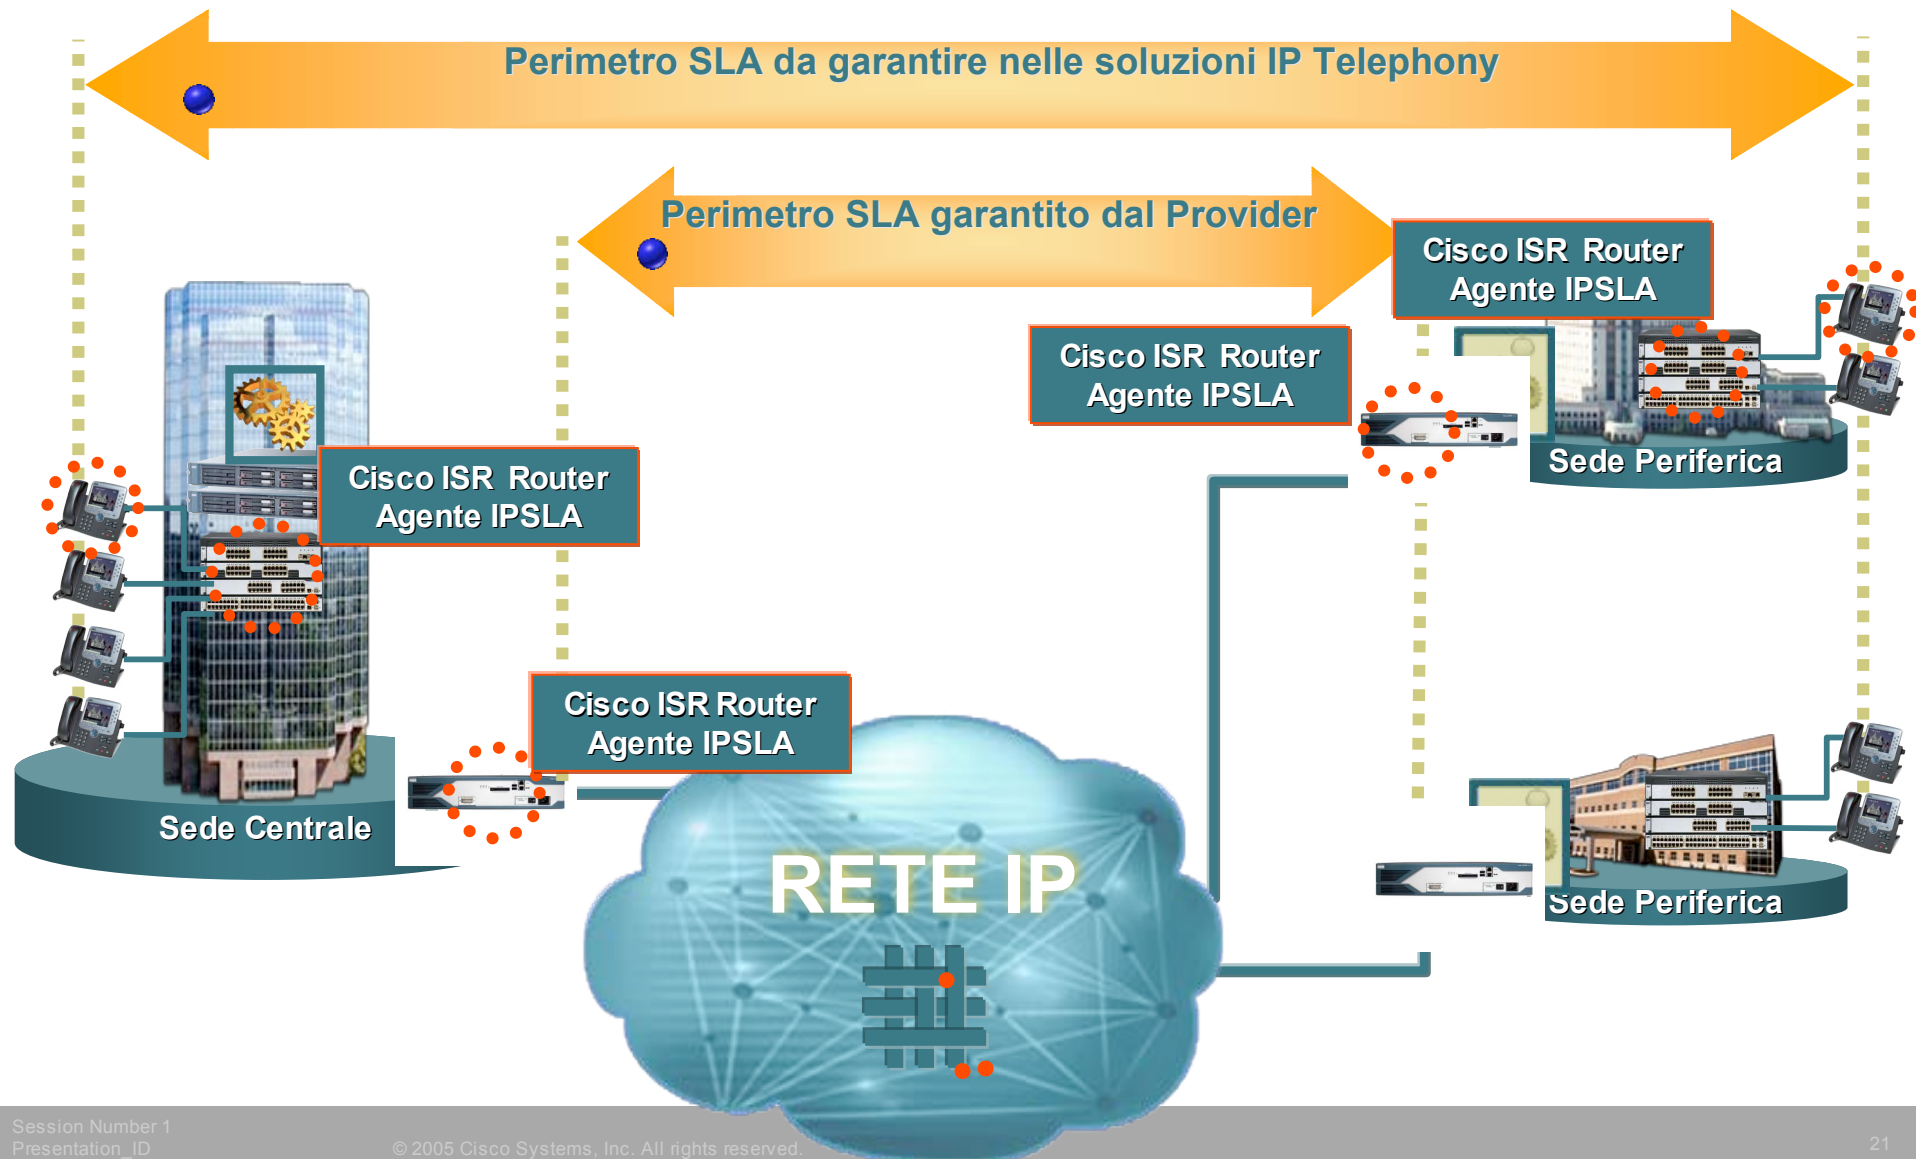 Perimetro SLA da garantire nelle soluzioni IP Telephony
Perimetro SLA garantito dal Provider
Cisco ISR Router
Agente IPSLA
Cisco ISR Router
Agente IPSLA
Sede Periferica
Cisco ISR Router
Agente IPSLA
Cisco ISR Router
Agente IPSLA
Sede Centrale
RETE IP
Sede Periferica
Session Number 1
Presentation_ID
© 2005 Cisco Systems, Inc. All rights reserved.
21